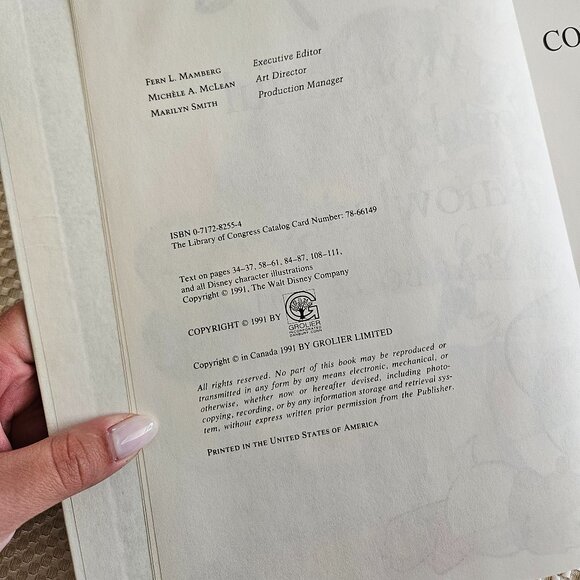 FERN L. MAMBERG Executive Editor
MICHÈLE A. MCLEAN Art Director
MARILYN SMITH Production Manager
ISBN 0-7172-8255-4
The Library of Congress Catalog Card Number: 78-66149
Text on pages 34–37, 58–61, 84–87, 108–111,
and all Disney character illustrations
Copyright © 1991, The Walt Disney Company
COPYRIGHT © 1991 BY
G
GROLIER
INCORPORATED
DANBURY CONN.
Copyright © in Canada 1991 BY GROLIER LIMITED
All rights reserved. No part of this book may be reproduced or
transmitted in any form by any means electronic, mechanical, or
otherwise, whether now or hereafter devised, including photo-
copying, recording, or by any information storage and retrieval sys-
tem, without express written prior permission from the Publisher.
PRINTED IN THE UNITED STATES OF AMERICA
CO